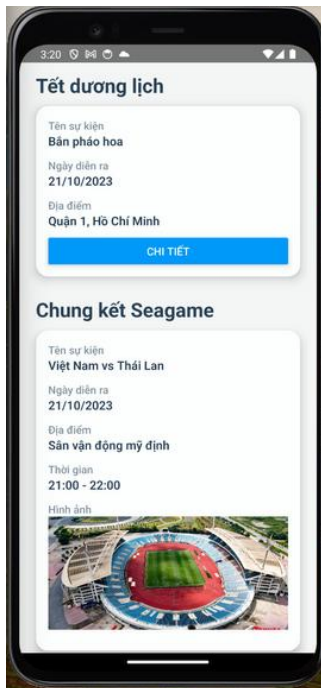 3:20
Tết dương lịch
Tên sự kiện
Bắn pháo hoa
Ngày diễn ra
21/10/2023
Địa điểm
Quận 1, Hồ Chí Minh
CHI TIẾT
Chung kết Seagame
Tên sự kiện
Việt Nam vs Thái Lan
Ngày diễn ra
21/10/2023
Địa điểm
Sân vận động mỹ định
Thời gian
21:00 - 22:00
Hình ảnh